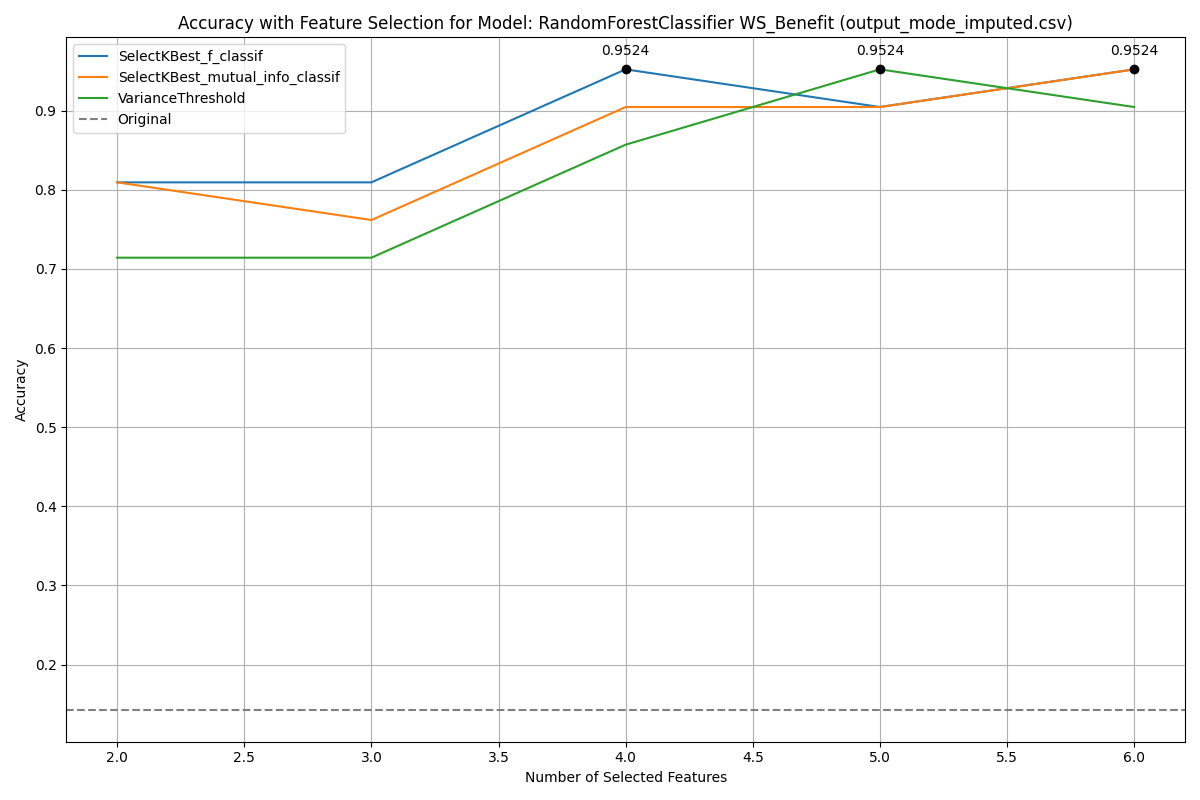 Accuracy with Feature Selection for Model: RandomForestClassifier WS_Benefit (output_mode_imputed.csv)
SelectKBest_f_classif
SelectKBest_mutual_info_classif
VarianceThreshold
Original
0.9524
0.9524
0.9524
0.9
0.8
0.7
0.6
0.5
0.4
0.3
0.2
Accuracy
2.0
2.5
3.0
3.5
4.0
4.5
5.0
5.5
6.0
Number of Selected Features